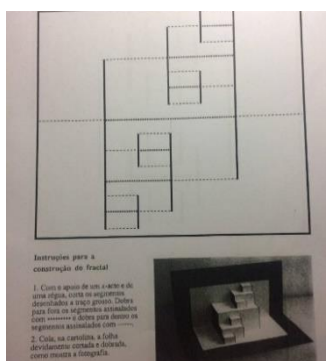 Instruções para a
construção do fractal
1. Com o apoio de um x-acto e de
uma régua, corta os segmentos
desenhados a traço grosso. Dobra
para fora os segmentos assinalados
com ········· e dobra para dentro os
segmentos assinalados com -·-·-.
2. Cola, na cartolina, a folha
devidamente cortada e dobrada,
como mostra a fotografia.